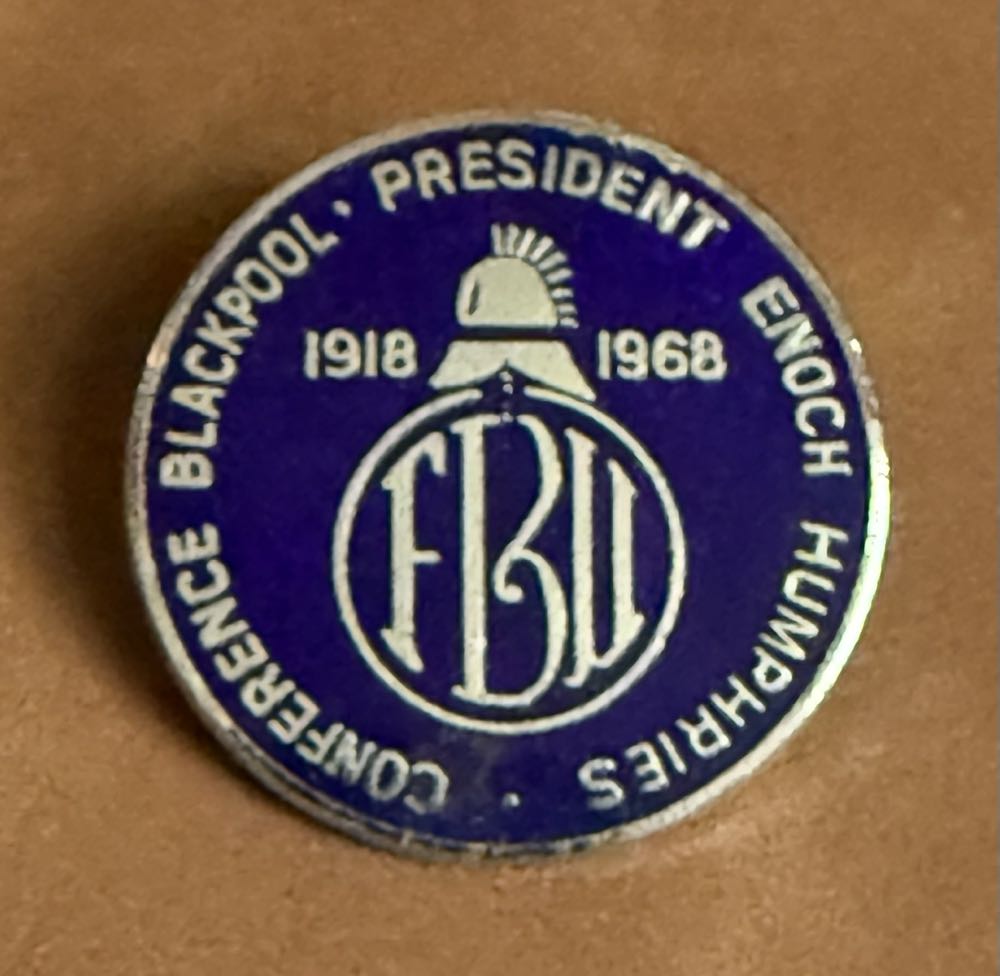 CONFERENCE BLACKPOOL · PRESIDENT ENOCH HUMPHRIES ·
1918 1968
FBU